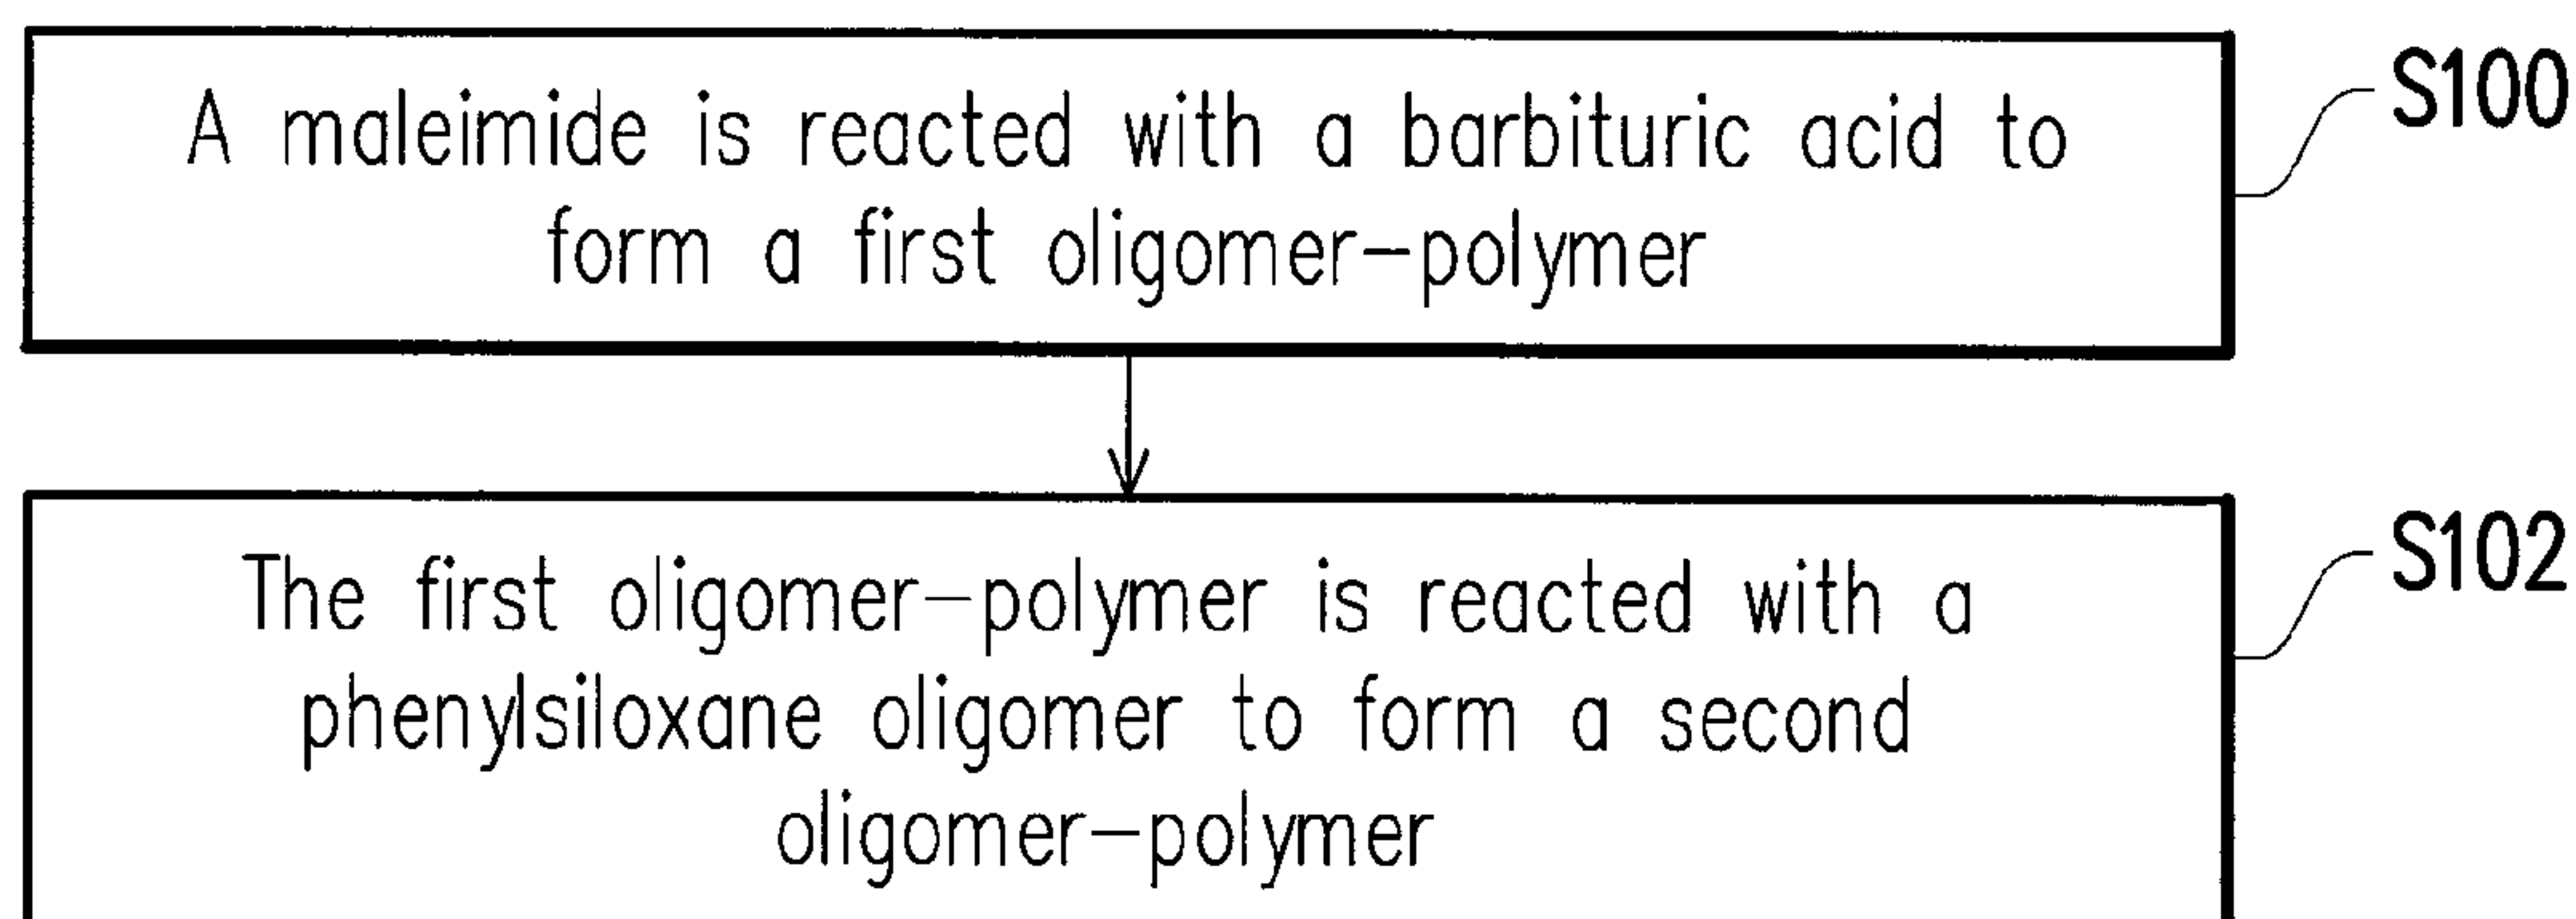 A maleimide is reacted with a barbituric acid to
form a first oligomer-polymer
S100
The first oligomer-polymer is reacted with a
phenylsiloxane oligomer to form a second
oligomer-polymer
S102